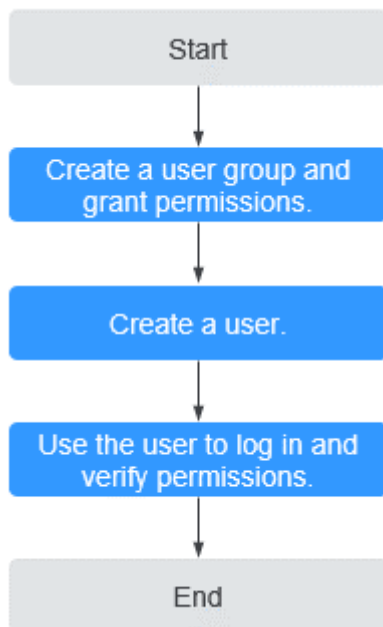 Start
Create a user group and
grant permissions.
Create a user.
Use the user to log in and
verify permissions.
End